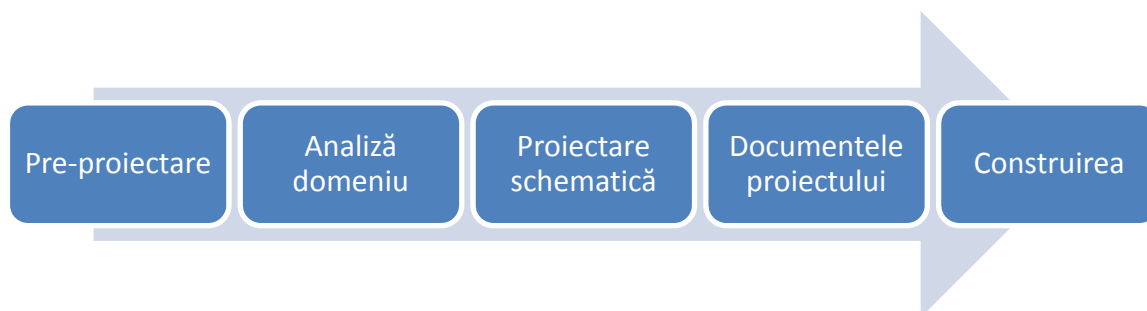 Pre-proiectare
Analiză
domeniu
Proiectare
schematică
Documentele
proiectului
Construirea